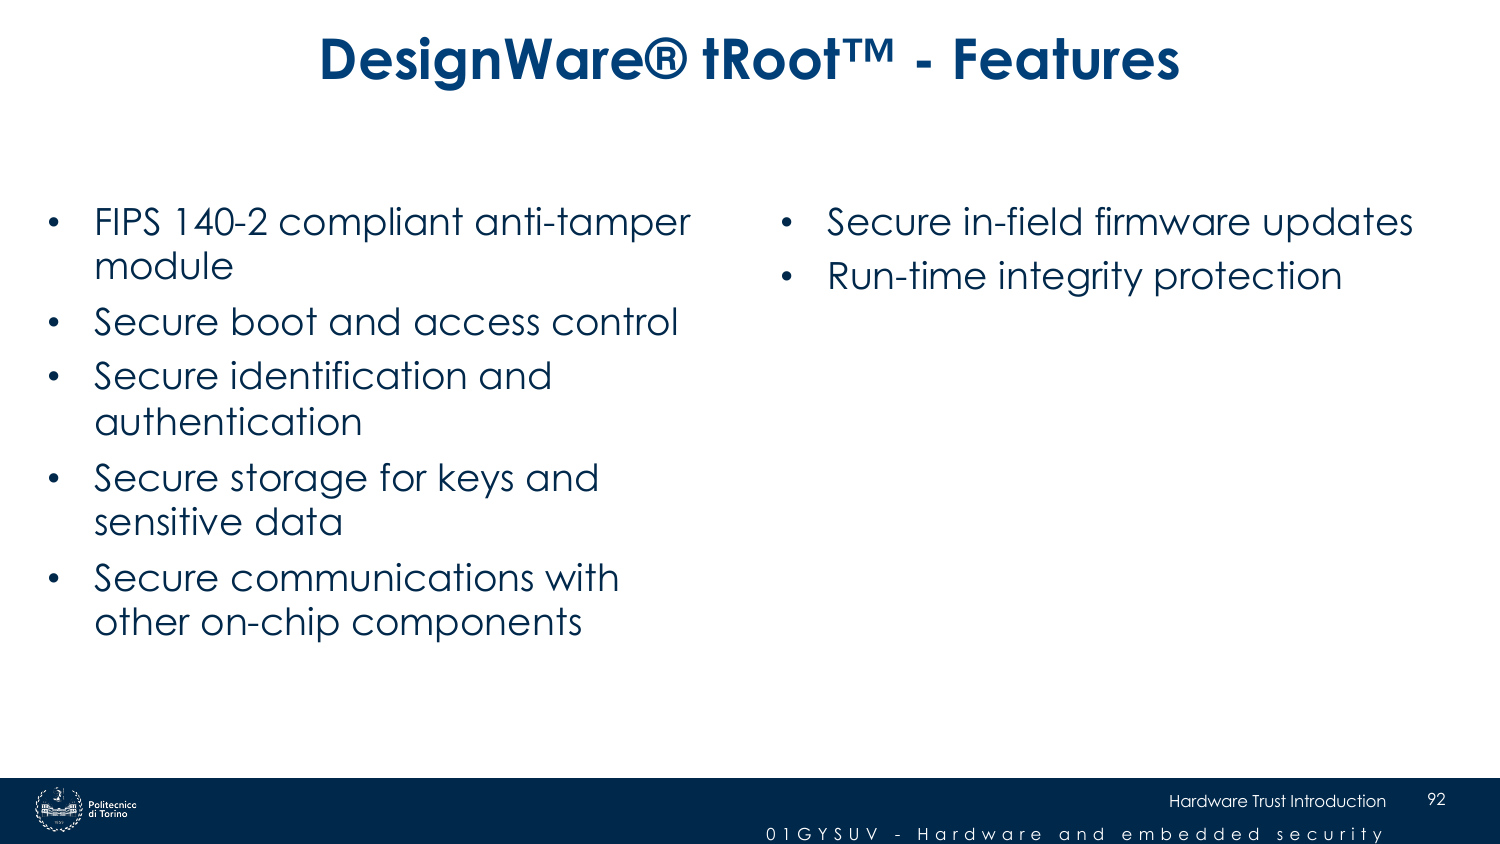 DesignWare® tRoot™ - Features
• FIPS 140-2 compliant anti-tamper
module
• Secure boot and access control
• Secure identification and
authentication
• Secure storage for keys and
sensitive data
• Secure communications with
other on-chip components
• Secure in-field firmware updates
• Run-time integrity protection
Politecnico
di Torino
Hardware Trust Introduction
92
01GYSUV - Hardware and embedded security